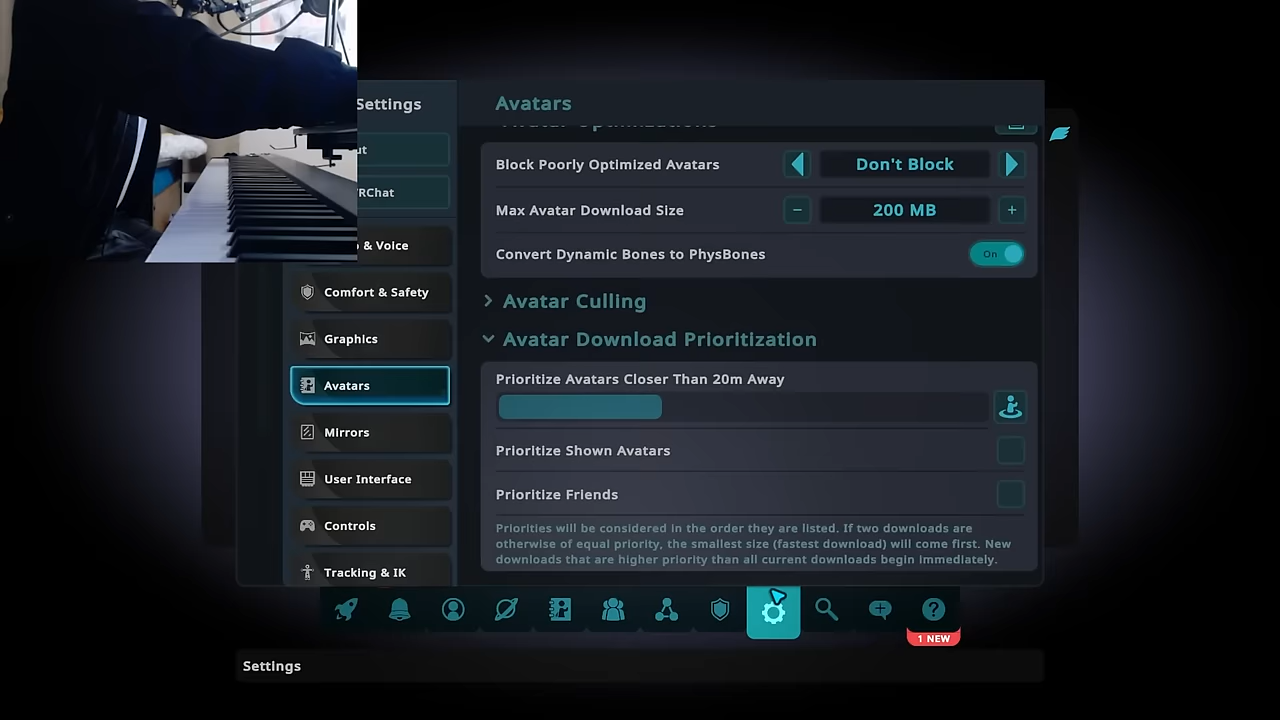 Settings
RChat
& Voice
Comfort & Safety
Graphics
Avatars
Mirrors
User Interface
Controls
Tracking & IK
Avatars
Avatar Optimizations
Block Poorly Optimized Avatars
Don't Block
Max Avatar Download Size
− 200 MB +
Convert Dynamic Bones to PhysBones
On
Avatar Culling
Avatar Download Prioritization
Prioritize Avatars Closer Than 20m Away
Prioritize Shown Avatars
Prioritize Friends
Priorities will be considered in the order they are listed. If two downloads are
otherwise of equal priority, the smallest size (fastest download) will come first. New
downloads that are higher priority than all current downloads begin immediately.
1 NEW
Settings